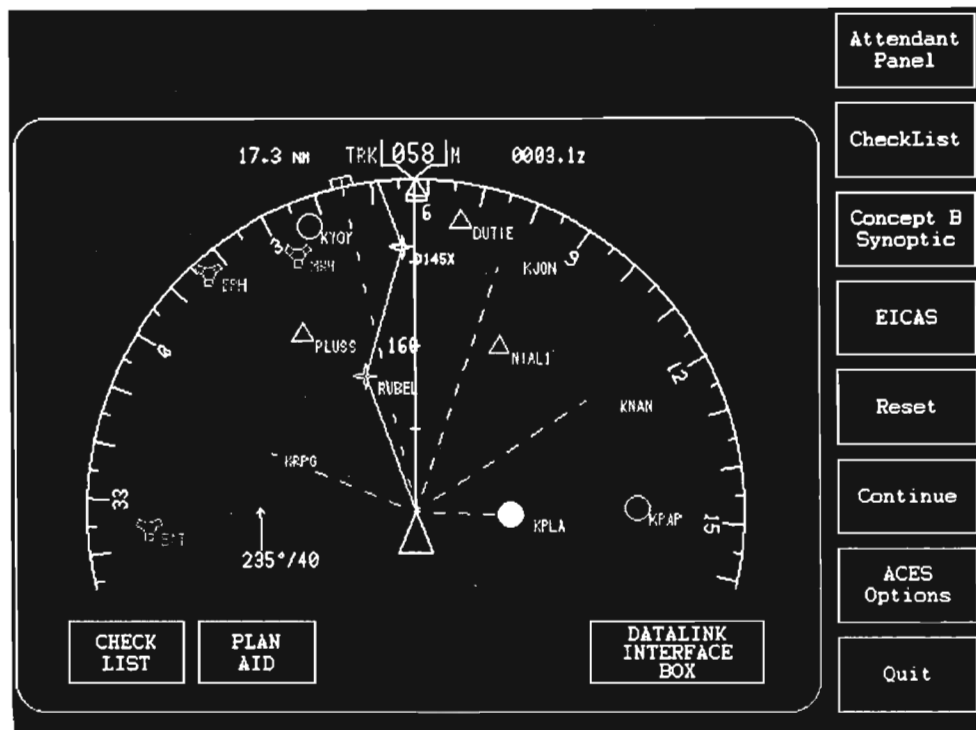 Attendant
Panel
CheckList
Concept B
Synoptic
EICAS
Reset
Continue
ACES
Options
Quit
17.3 NM TRK 058 M 0003.1z
3
6
9
12
15
33
KYOY
DUTIE
D145X
KJON
PLUSS
160
NIALI
RUBEL
KNAN
KRPG
KPLA
KPAP
235°/40
CHECK
LIST
PLAN
AID
DATALINK
INTERFACE
BOX